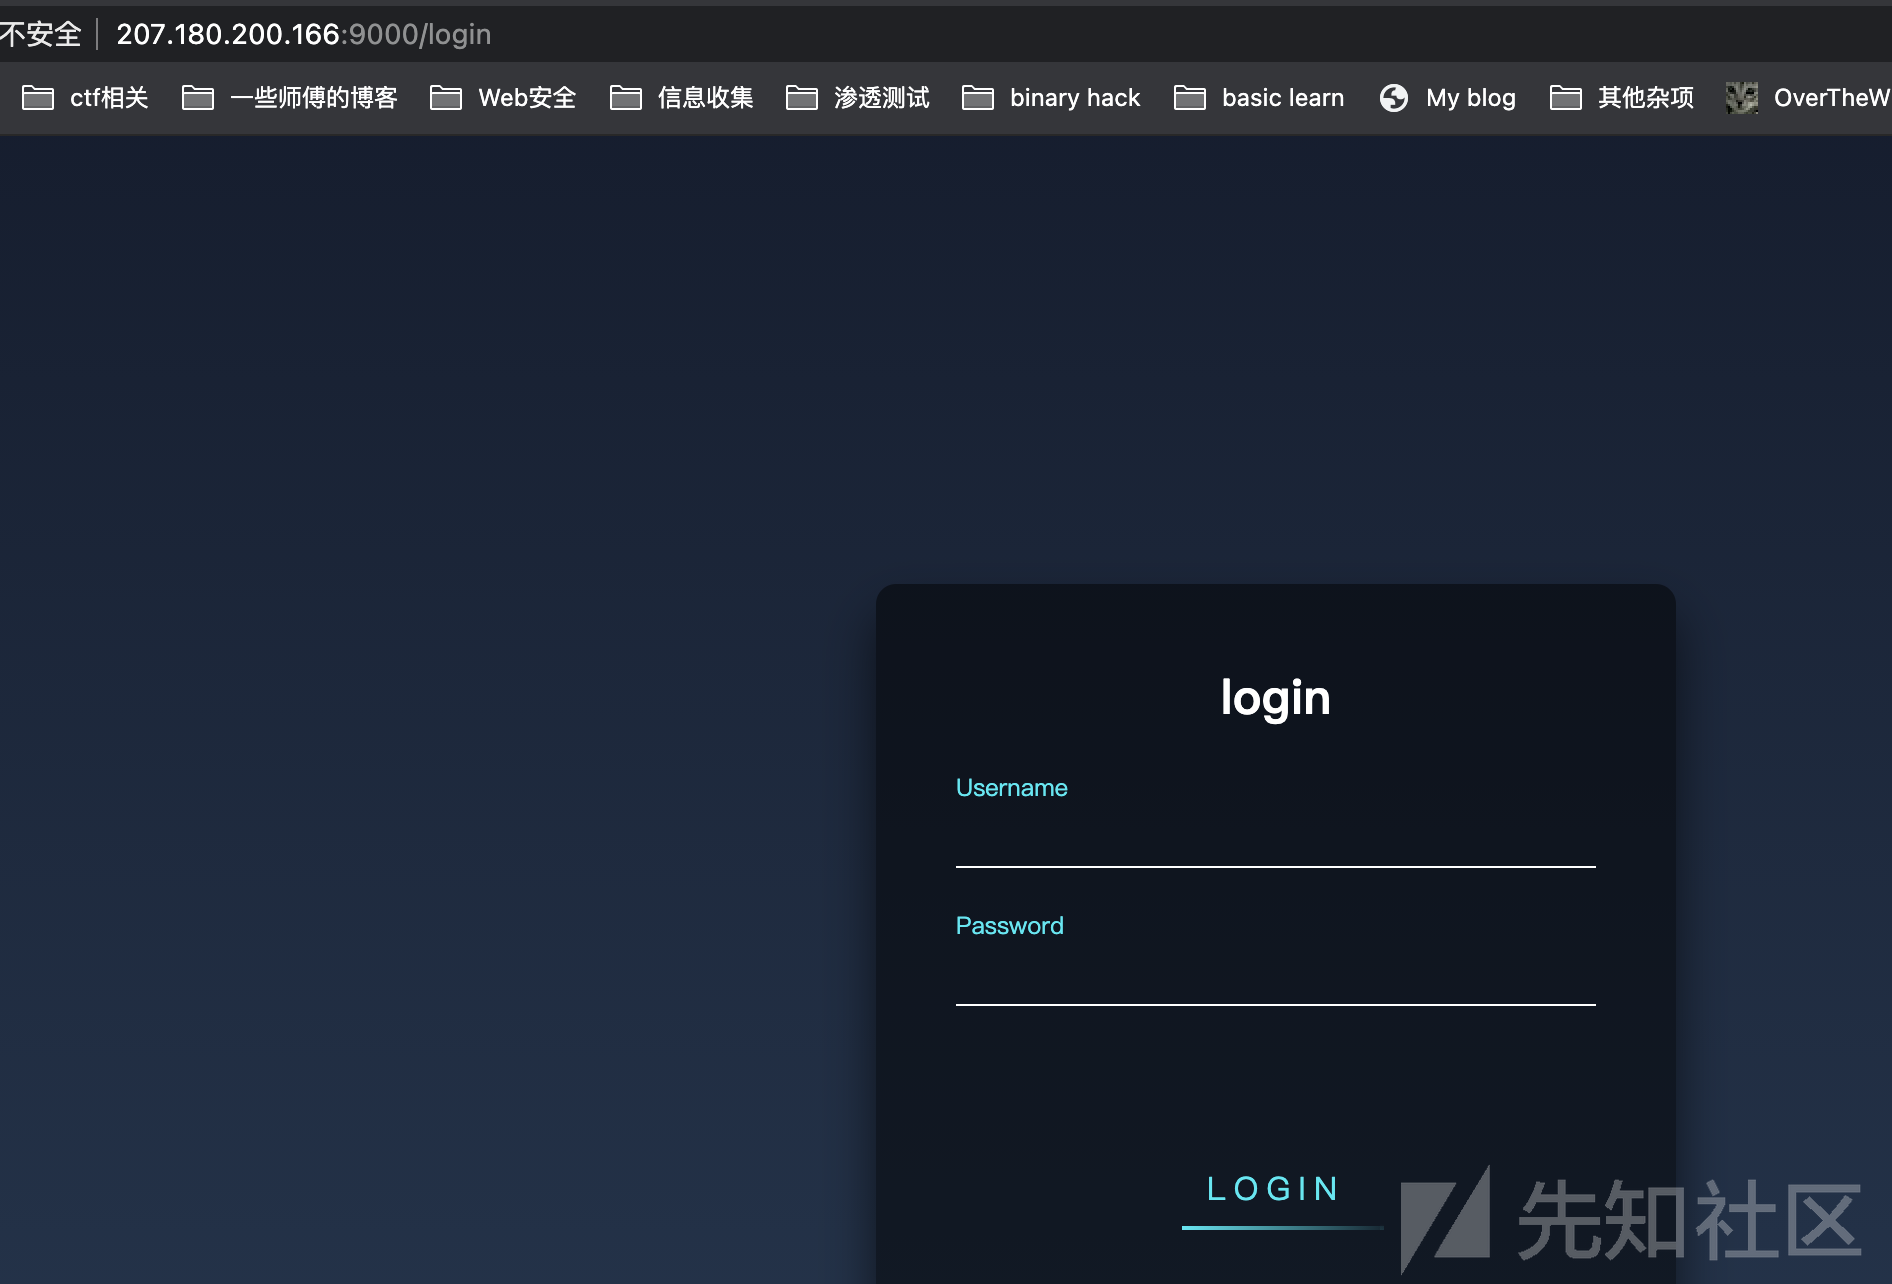 不安全 207.180.200.166:9000/login
ctf相关 一些师傅的博客 Web安全 信息收集 渗透测试 binary hack basic learn My blog 其他杂项 OverTheW
login
Username
Password
LOGIN
先知社区